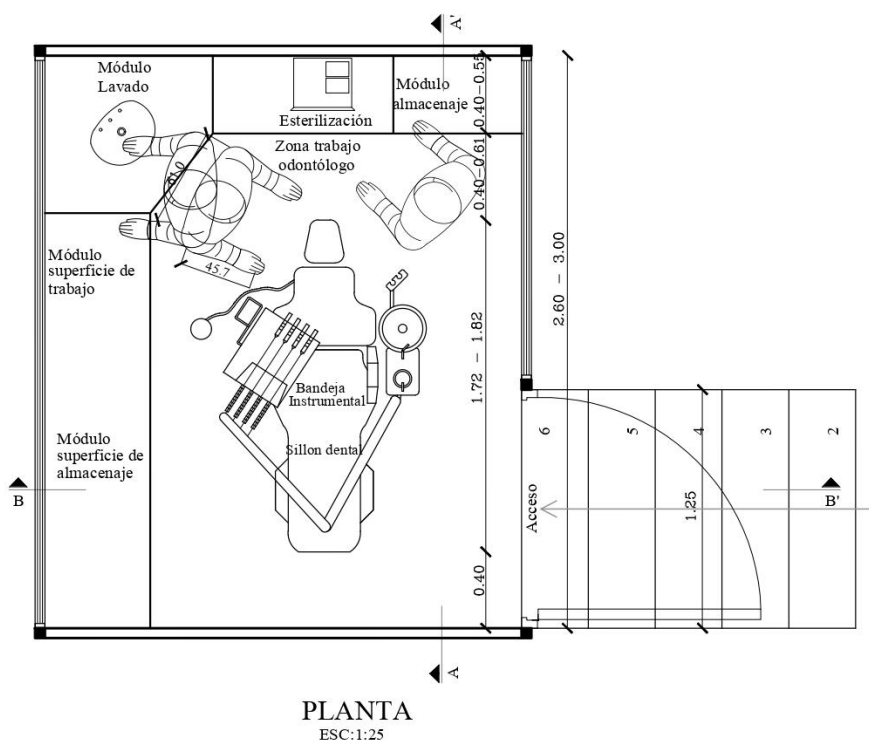 A'
Módulo
Lavado
Esterilización
Módulo
almacenaje
0.40-0.55
Zona trabajo
odontólogo
0.40-0.61
61.0
45.7
Módulo
superficie de
trabajo
2.60 - 3.00
1.72 - 1.82
Bandeja
Instrumental
Sillon dental
Módulo
superficie de
almacenaje
6
5
4
3
2
B
B'
Acceso
1.25
0.40
A
PLANTA
ESC:1:25